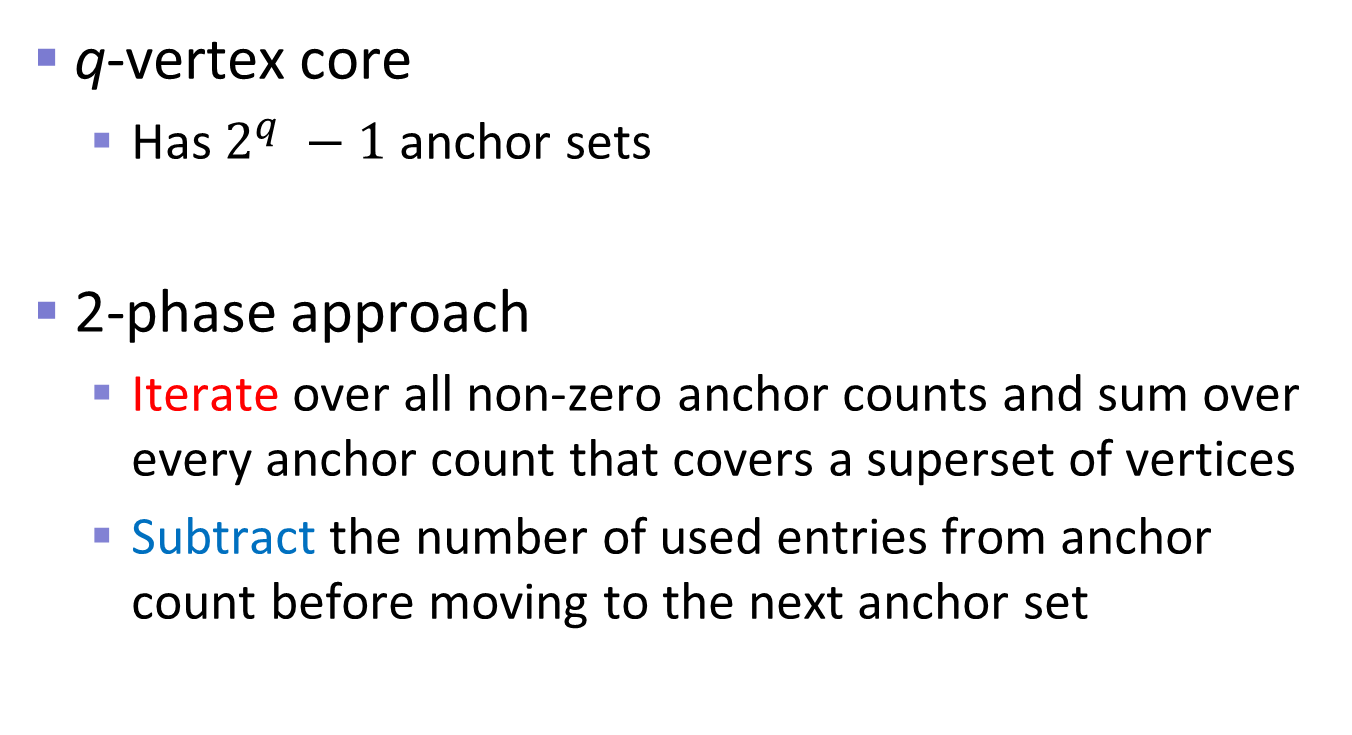 ▪ q-vertex core
▪ Has 2^q − 1 anchor sets
▪ 2-phase approach
▪ Iterate over all non-zero anchor counts and sum over
every anchor count that covers a superset of vertices
▪ Subtract the number of used entries from anchor
count before moving to the next anchor set